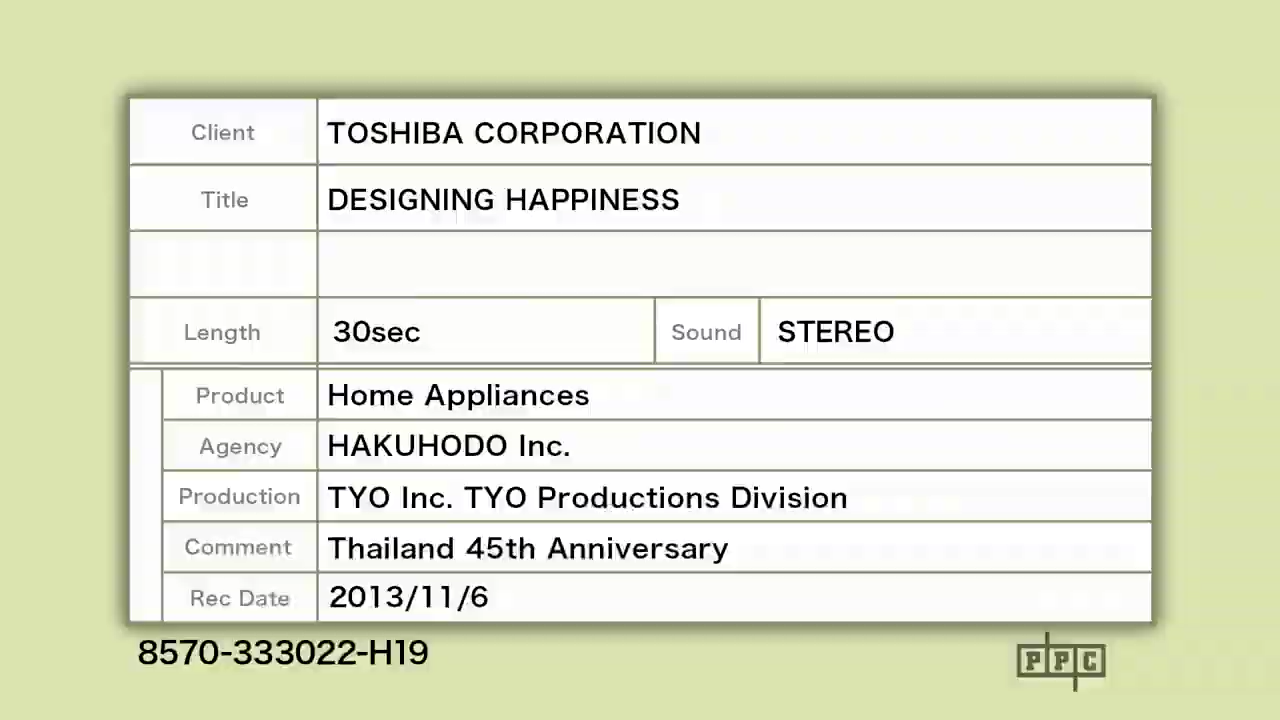 Client TOSHIBA CORPORATION
Title DESIGNING HAPPINESS
Length 30sec Sound STEREO
Product Home Appliances
Agency HAKUHODO Inc.
Production TYO Inc. TYO Productions Division
Comment Thailand 45th Anniversary
Rec Date 2013/11/6
8570-333022-H19
PPC